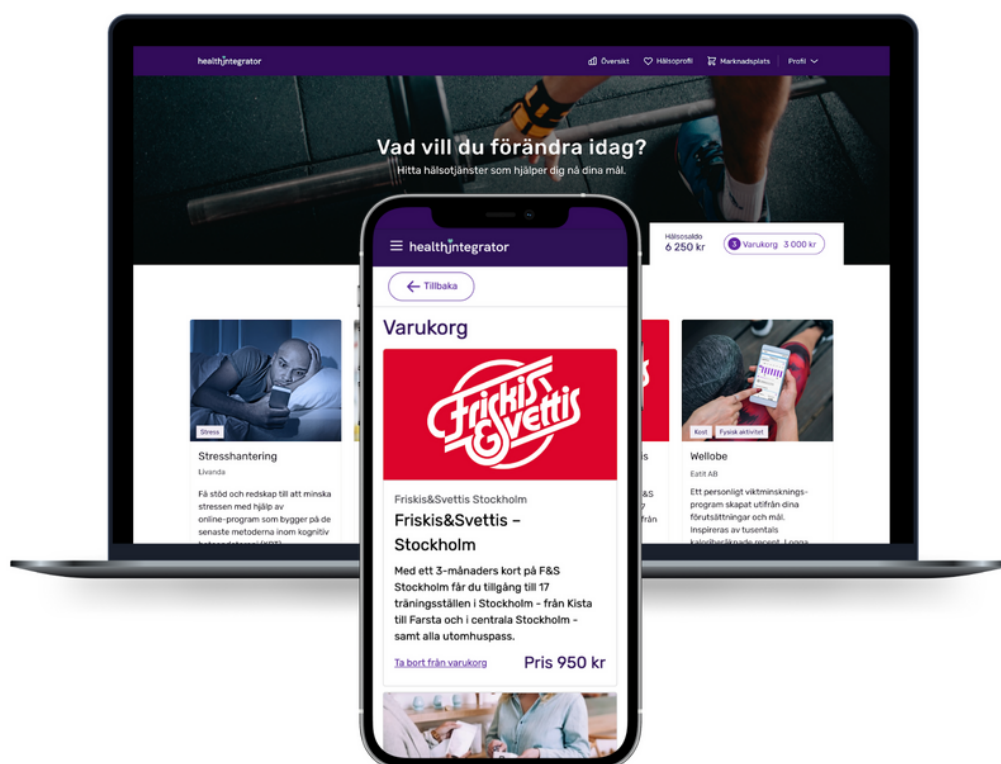 healthintegrator
Översikt
Hälsoprofil
Marknadsplats
Profil
Vad vill du förändra idag?
Hitta hälsotjänster som hjälper dig nå dina mål.
Hälsosaldo
6 250 kr
3 Varukorg 3 000 kr
Stress
Stresshantering
Livanda
Få stöd och redskap till att minska
stressen med hjälp av
online-program som bygger på de
senaste metoderna inom kognitiv
healthintegrator
Tillbaka
Varukorg
Friskis
&Svettis
Friskis&Svettis Stockholm
Friskis&Svettis –
Stockholm
Med ett 3-månaders kort på F&S
Stockholm får du tillgång till 17
träningsställen i Stockholm - från Kista
till Farsta och i centrala Stockholm -
samt alla utomhuspass.
Ta bort från varukorg
Pris 950 kr
Kost
Fysisk aktivitet
Wellobe
Eatit AB
Ett personligt viktminsknings-
program skapat utifrån dina
förutsättningar och mål.
Inspireras av tusentals
kaloriberäknade recept. Logga